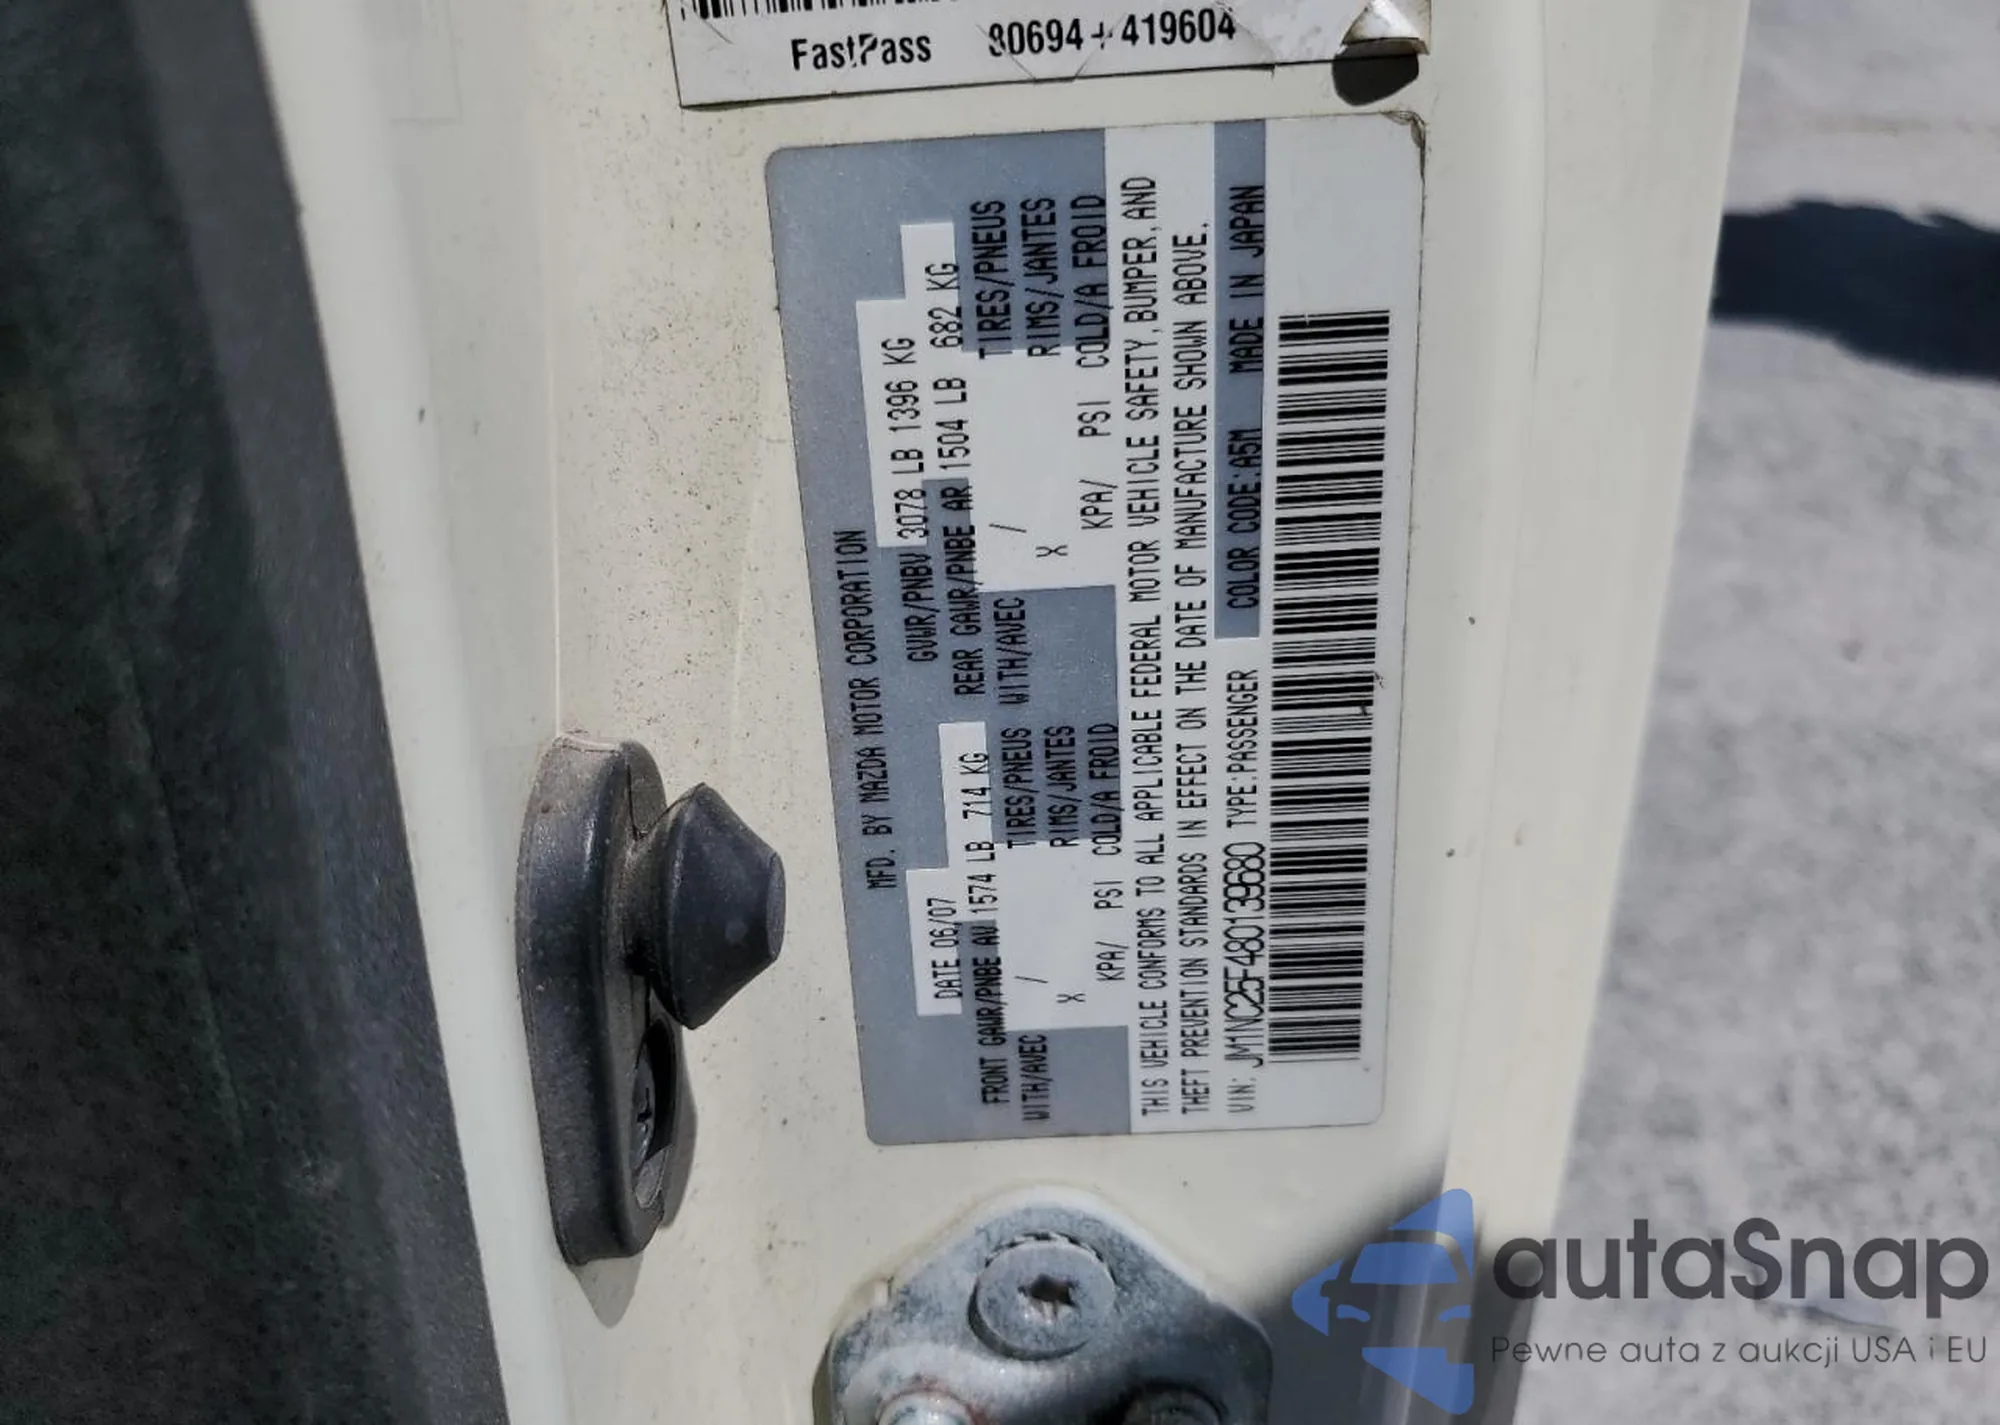 FastPass 80694+419604
MFD. BY MAZDA MOTOR CORPORATION
DATE 06/07 GVWR/PNBV 3078 LB 1396 KG
FRONT GAWR/PNBE AV 1574 LB 714 KG REAR GAWR/PNBE AR 1504 LB 682 KG
WITH/AVEC / TIRES/PNEUS WITH/AVEC / TIRES/PNEUS
X RIMS/JANTES X RIMS/JANTES
KPA/ PSI COLD/A FROID KPA/ PSI COLD/A FROID
THIS VEHICLE CONFORMS TO ALL APPLICABLE FEDERAL MOTOR VEHICLE SAFETY, BUMPER, AND
THEFT PREVENTION STANDARDS IN EFFECT ON THE DATE OF MANUFACTURE SHOWN ABOVE.
VIN: JM1NC25F480139680 TYPE:PASSENGER COLOR CODE:A5M MADE IN JAPAN
autaSnap
Pewne auta z aukcji USA i EU